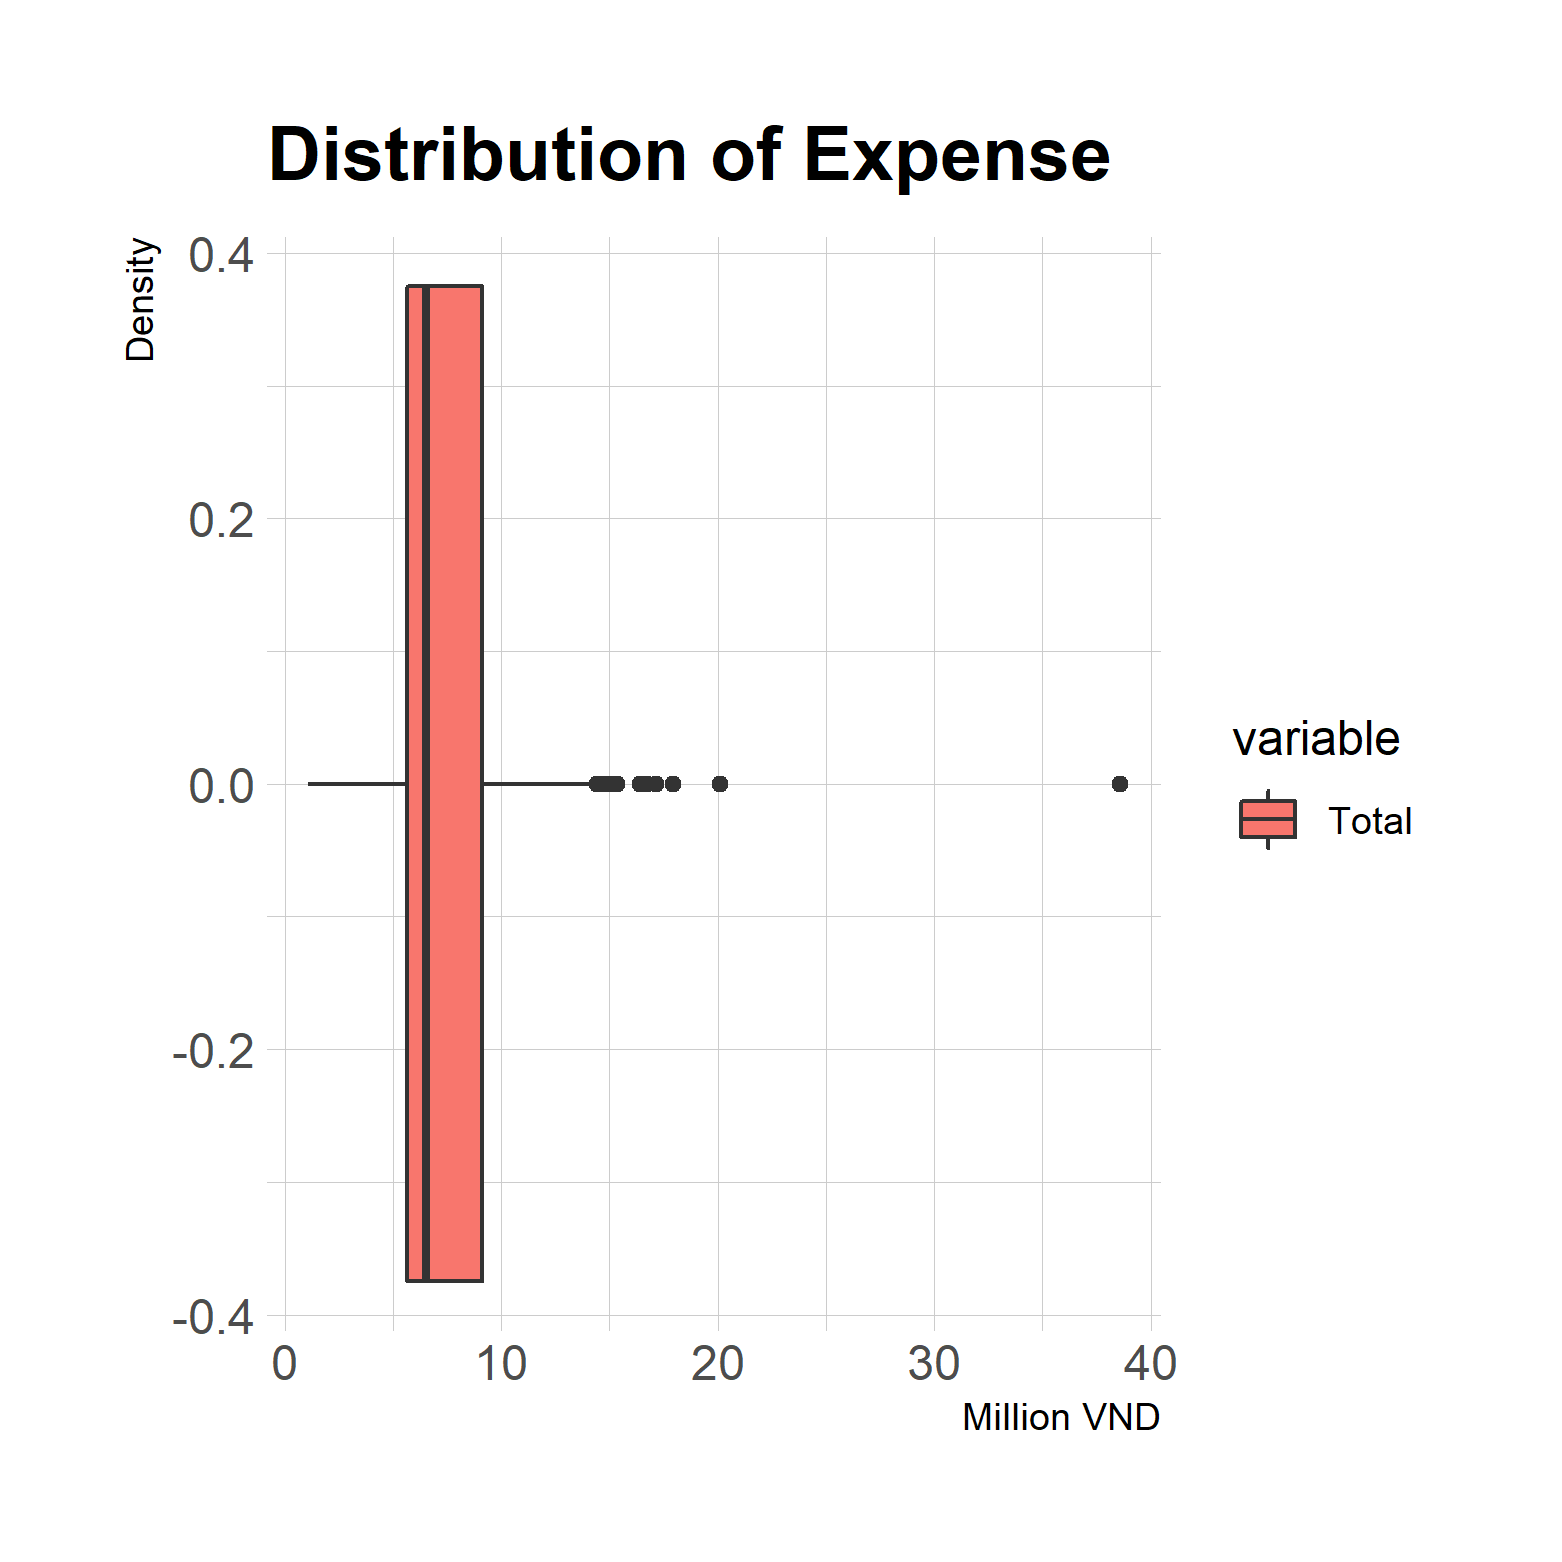 Distribution of Expense
Density
0.4
0.2
0.0
-0.2
-0.4
0 10 20 30 40
Million VND
variable
Total